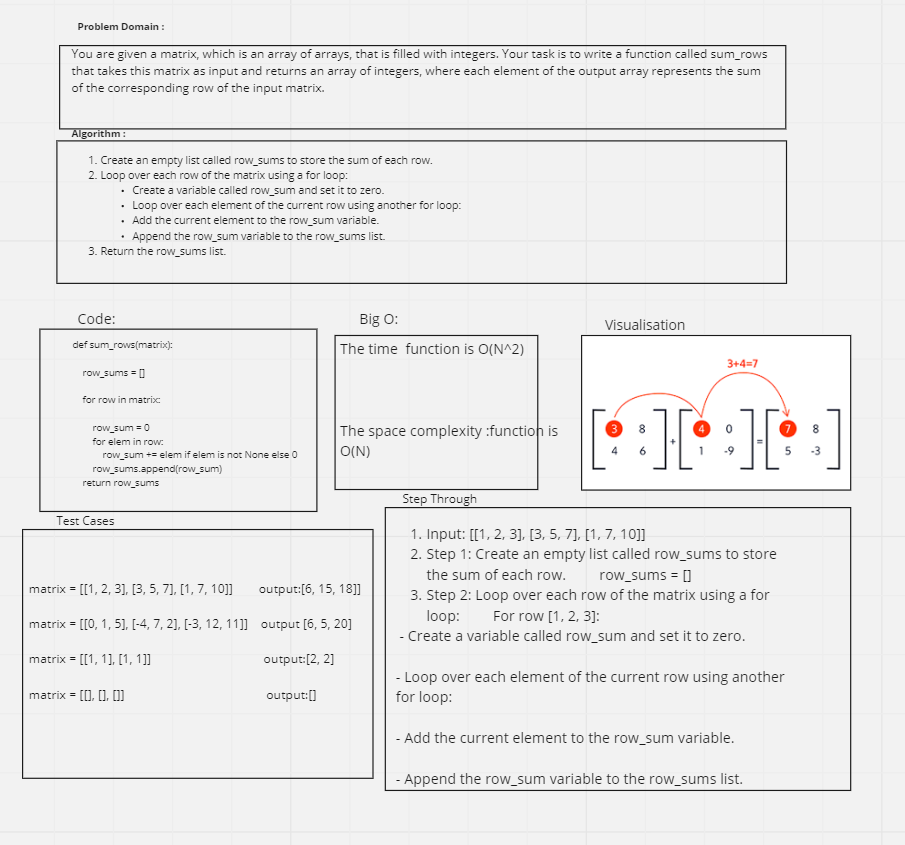 Problem Domain :
You are given a matrix, which is an array of arrays, that is filled with integers. Your task is to write a function called sum_rows
that takes this matrix as input and returns an array of integers, where each element of the output array represents the sum
of the corresponding row of the input matrix.
Algorithm :
1. Create an empty list called row_sums to store the sum of each row.
2. Loop over each row of the matrix using a for loop:
• Create a variable called row_sum and set it to zero.
• Loop over each element of the current row using another for loop:
• Add the current element to the row_sum variable.
• Append the row_sum variable to the row_sums list.
3. Return the row_sums list.
Code:
def sum_rows(matrix):
row_sums = []
for row in matrix:
row_sum = 0
for elem in row:
row_sum += elem if elem is not None else 0
row_sums.append(row_sum)
return row_sums
Big O:
The time function is O(N^2)
The space complexity :function is
O(N)
Visualisation
3+4=7
3 8 4 0 7 8
+ =
4 6 1 -9 5 -3
Test Cases
matrix = [[1, 2, 3], [3, 5, 7], [1, 7, 10]] output:[6, 15, 18]]
matrix = [[0, 1, 5], [-4, 7, 2], [-3, 12, 11]] output [6, 5, 20]
matrix = [[1, 1], [1, 1]] output:[2, 2]
matrix = [[], [], []] output:[]
Step Through
1. Input: [[1, 2, 3], [3, 5, 7], [1, 7, 10]]
2. Step 1: Create an empty list called row_sums to store
the sum of each row. row_sums = []
3. Step 2: Loop over each row of the matrix using a for
loop: For row [1, 2, 3]:
- Create a variable called row_sum and set it to zero.
- Loop over each element of the current row using another
for loop:
- Add the current element to the row_sum variable.
- Append the row_sum variable to the row_sums list.